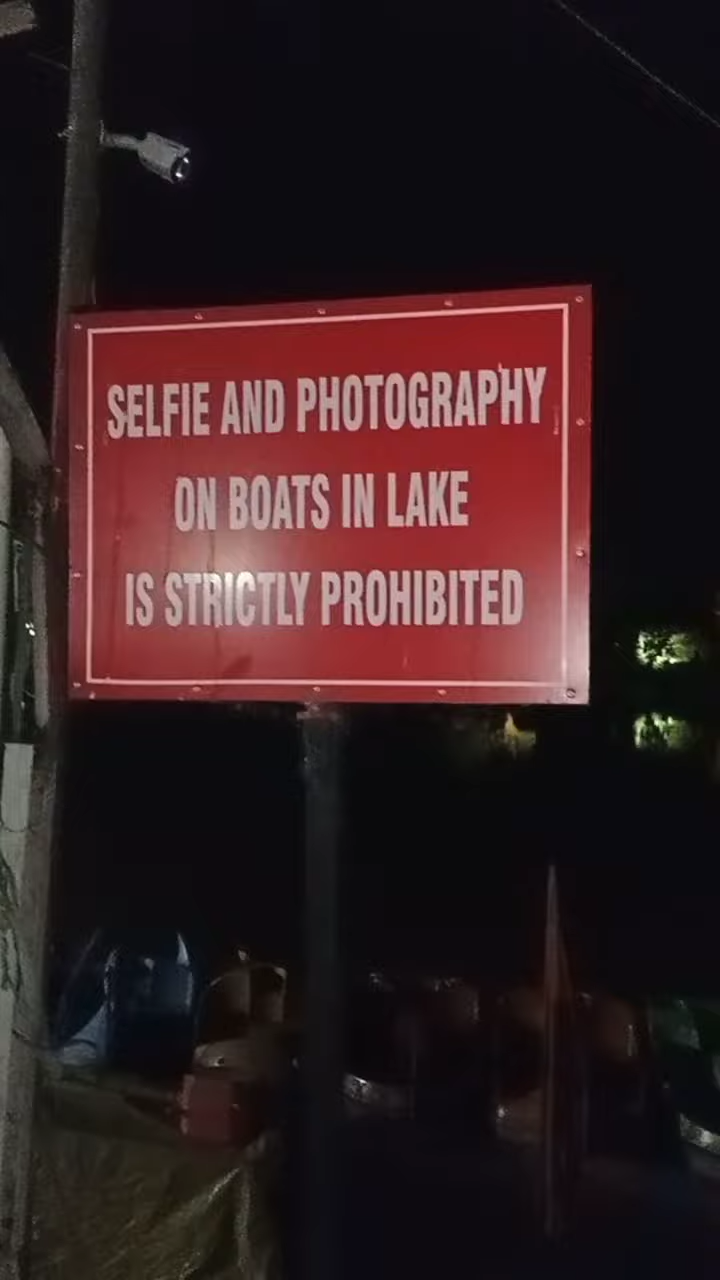 SELFIE AND PHOTOGRAPHY
ON BOATS IN LAKE
IS STRICTLY PROHIBITED